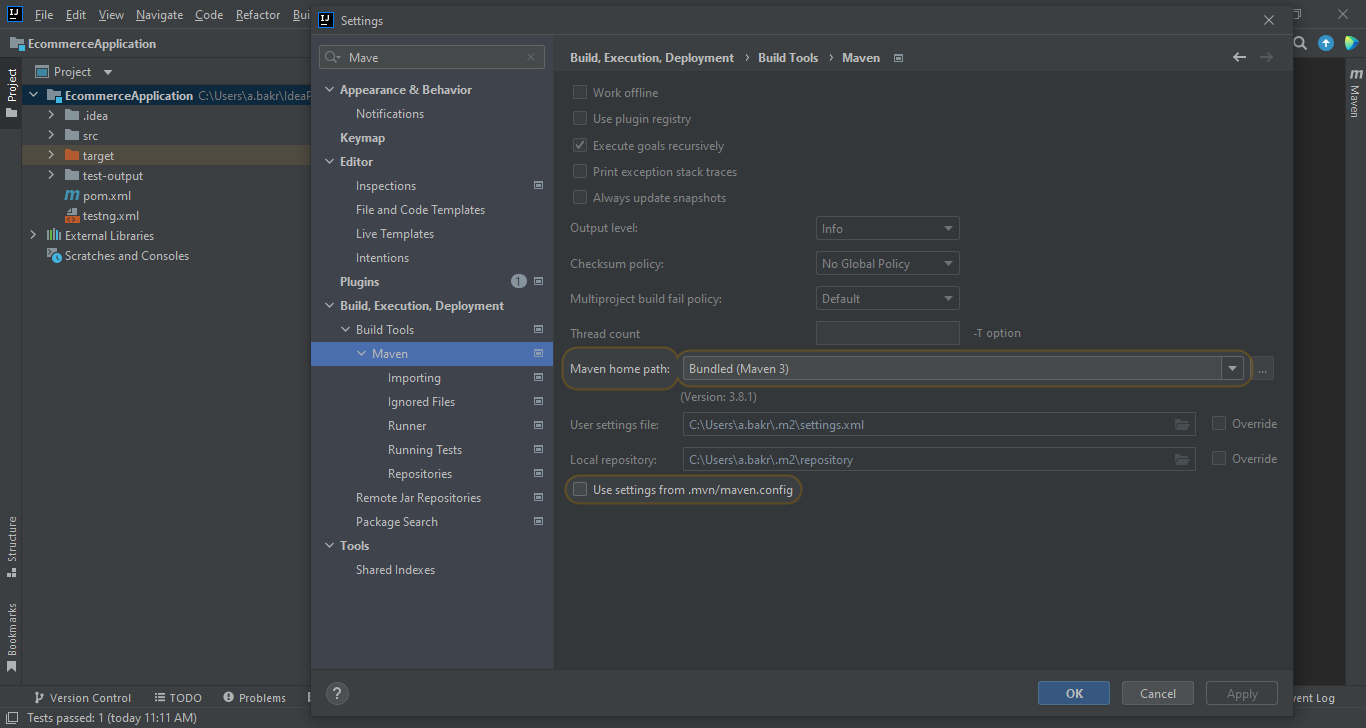 IJ File Edit View Navigate Code Refactor Bui
IJ Settings
EcommerceApplication
Project
Project
EcommerceApplication C:\Users\a.bakr\IdeaP
.idea
src
target
test-output
m pom.xml
testng.xml
External Libraries
Scratches and Consoles
Structure
Bookmarks
Mave
Appearance & Behavior
Notifications
Keymap
Editor
Inspections
File and Code Templates
Live Templates
Intentions
Plugins 1
Build, Execution, Deployment
Build Tools
Maven
Importing
Ignored Files
Runner
Running Tests
Repositories
Remote Jar Repositories
Package Search
Tools
Shared Indexes
Build, Execution, Deployment › Build Tools › Maven
Work offline
Use plugin registry
Execute goals recursively
Print exception stack traces
Always update snapshots
Output level: Info
Checksum policy: No Global Policy
Multiproject build fail policy: Default
Thread count -T option
Maven home path: Bundled (Maven 3) ...
(Version: 3.8.1)
User settings file: C:\Users\a.bakr\.m2\settings.xml Override
Local repository: C:\Users\a.bakr\.m2\repository Override
Use settings from .mvn/maven.config
? OK Cancel Apply
m Maven
Version Control TODO Problems vent Log
Tests passed: 1 (today 11:11 AM)